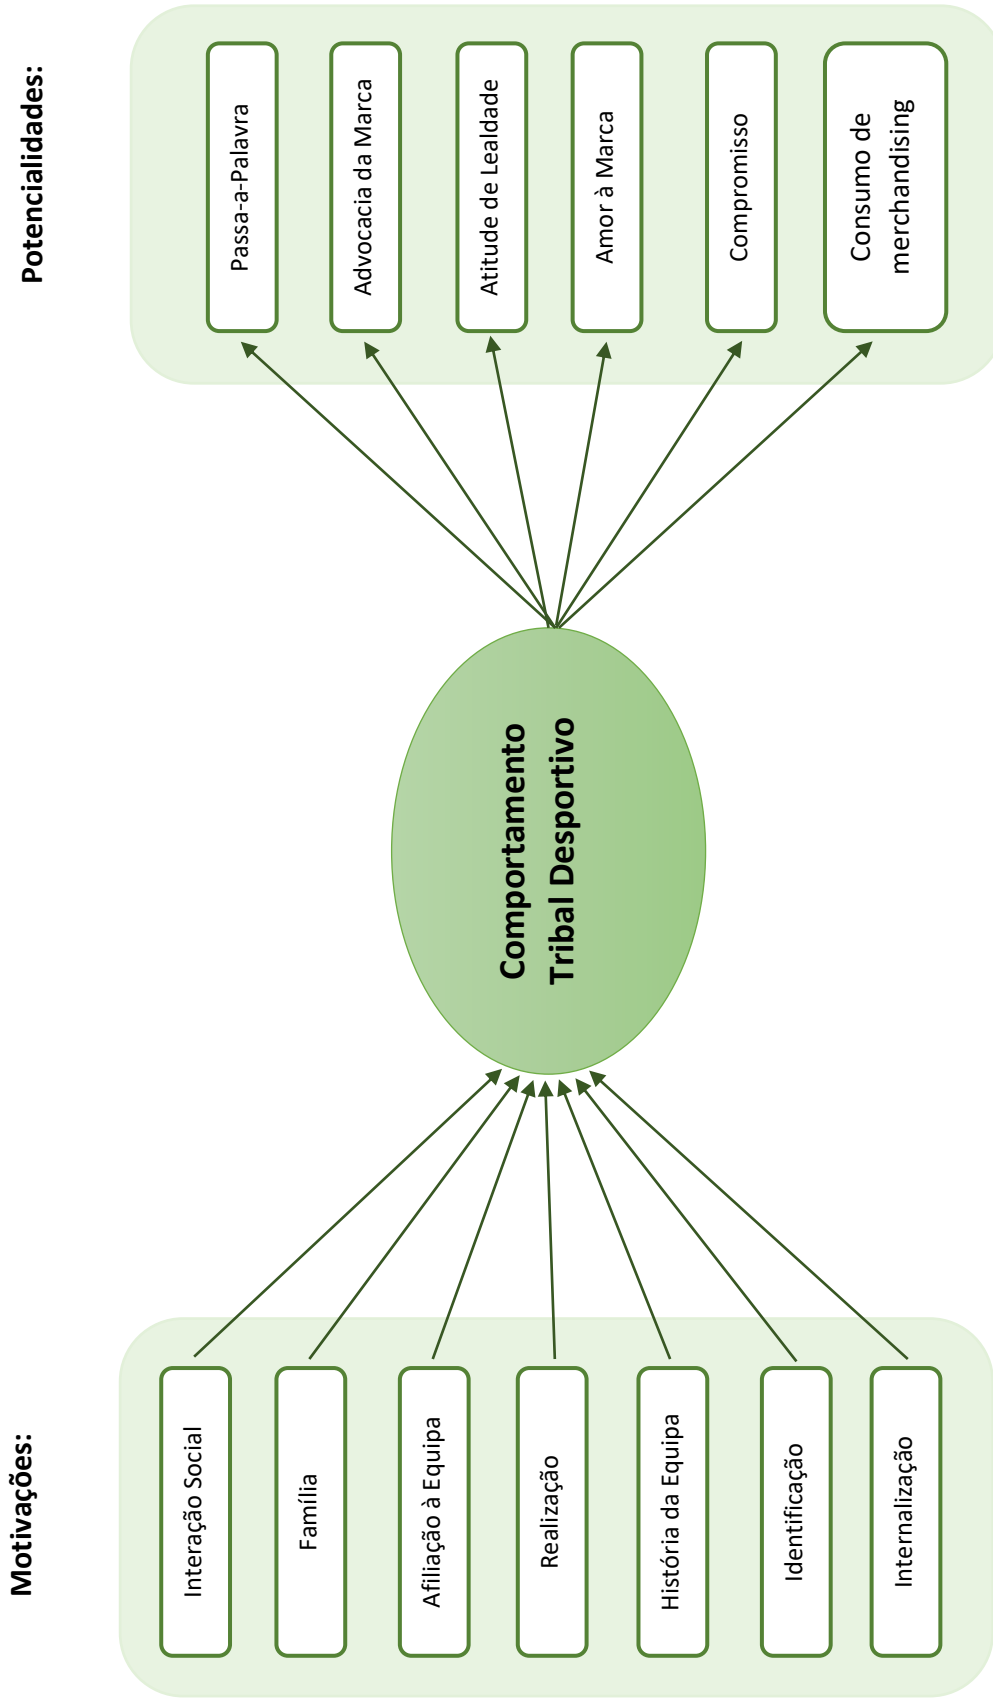 Motivações:
Interação Social
Família
Afiliação à Equipa
Realização
História da Equipa
Identificação
Internalização
Comportamento
Tribal Desportivo
Potencialidades:
Passa-a-Palavra
Advocacia da Marca
Atitude de Lealdade
Amor à Marca
Compromisso
Consumo de
merchandising